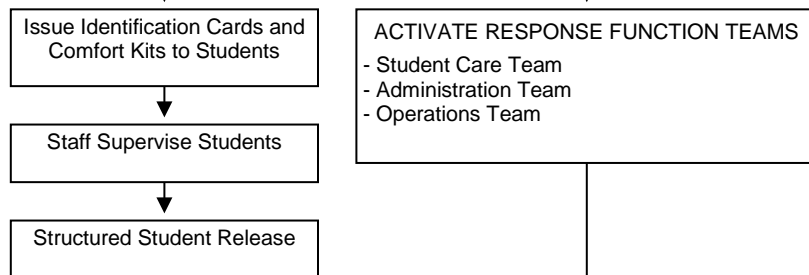 Issue Identification Cards and
Comfort Kits to Students
Staff Supervise Students
Structured Student Release
ACTIVATE RESPONSE FUNCTION TEAMS
- Student Care Team
- Administration Team
- Operations Team